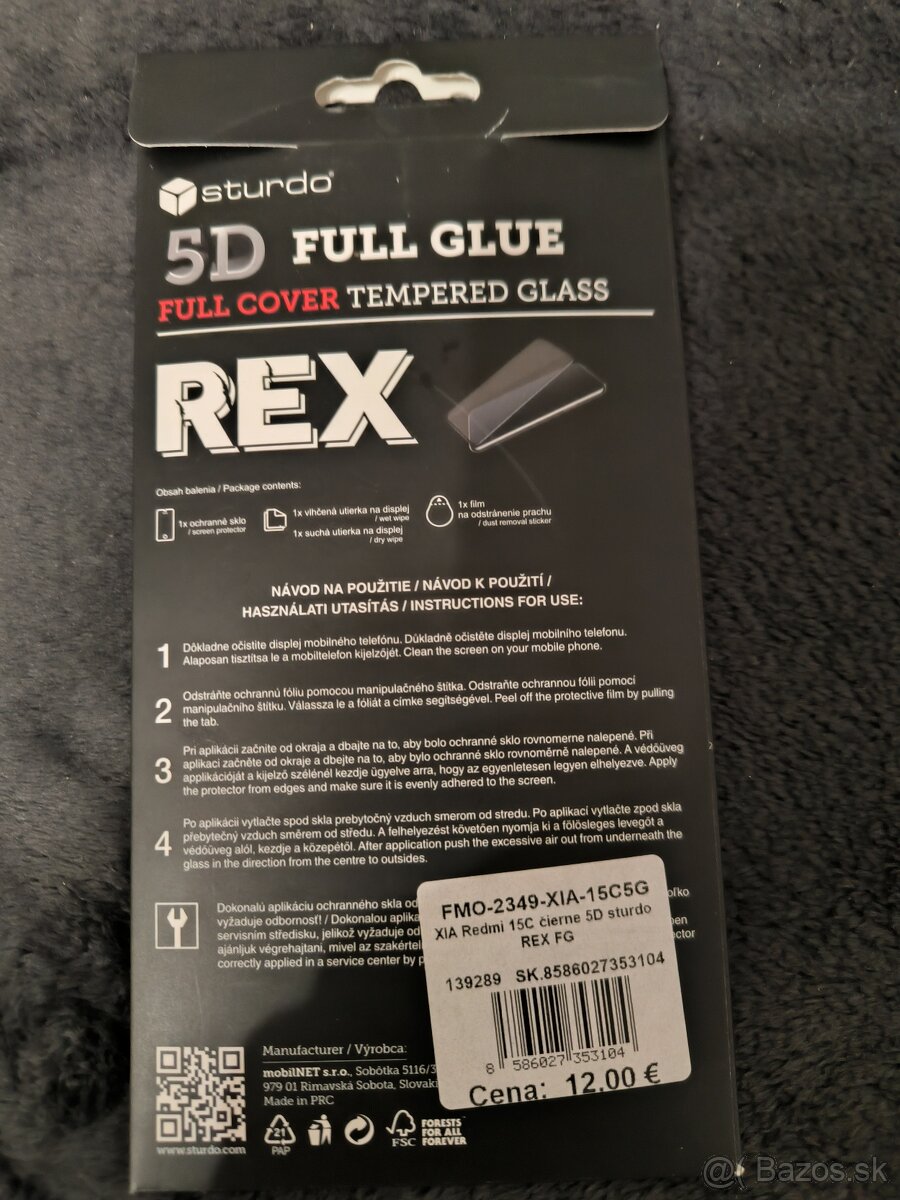 sturdo
5D FULL GLUE
FULL COVER TEMPERED GLASS
REX
Obsah balenia / Package contents:
1x ochranné sklo
/ screen protector
1x vlhčená utierka na displej
/ wet wipe
1x suchá utierka na displej
/ dry wipe
1x film
na odstránenie prachu
/ dust removal sticker
NÁVOD NA POUŽITIE / NÁVOD K POUŽITÍ /
HASZNÁLATI UTASÍTÁS / INSTRUCTIONS FOR USE:
1
Dôkladne očistite displej mobilného telefónu. Důkladně očistěte displej mobilního telefonu.
Alaposan tisztítsa le a mobiltelefon kijelzőjét. Clean the screen on your mobile phone.
2
Odstráňte ochrannú fóliu pomocou manipulačného štítka. Odstraňte ochrannou fólii pomocí
manipulačního štítku. Válassza le a fóliát a címke segítségével. Peel off the protective film by pulling
the tab.
3
Pri aplikácii začnite od okraja a dbajte na to, aby bolo ochranné sklo rovnomerne nalepené. Při
aplikaci začněte od okraje a dbejte na to, aby bylo ochranné sklo rovnoměrně nalepené. A védőüveg
applikációját a kijelző szélénél kezdje ügyelve arra, hogy az egyenletesen legyen elhelyezve. Apply
the protector from edges and make sure it is evenly adhered to the screen.
4
Po aplikácii vytlačte spod skla prebytočný vzduch smerom od stredu. Po aplikací vytlačte zpod skla
přebytečný vzduch směrem od středu. A felhelyezést követően nyomja ki a fölösleges levegőt a
védőüveg alól, kezdje a közepétől. After application push the excessive air out from underneath the
glass in the direction from the centre to outsides.
Dokonalú aplikáciu ochranného skla od
vyžaduje odbornosť! / Dokonalou aplika
servisním středisku, jelikož vyžaduje od
ajánljuk végrehajtani, mivel az szakértel
correctly applied in a service center by p
FMO-2349-XIA-15C5G
XIA Redmi 15C čierne 5D sturdo
REX FG
139289 SK.8586027353104
8 586027 353104
Cena: 12.00 €
Manufacturer / Výrobca:
mobilNET s.r.o., Sobôtka 5116/3
979 01 Rimavská Sobota, Slovaki
Made in PRC
www.sturdo.com
21
PAP
FSC
FORESTS
FOR ALL
FOREVER
@ Bazos.sk